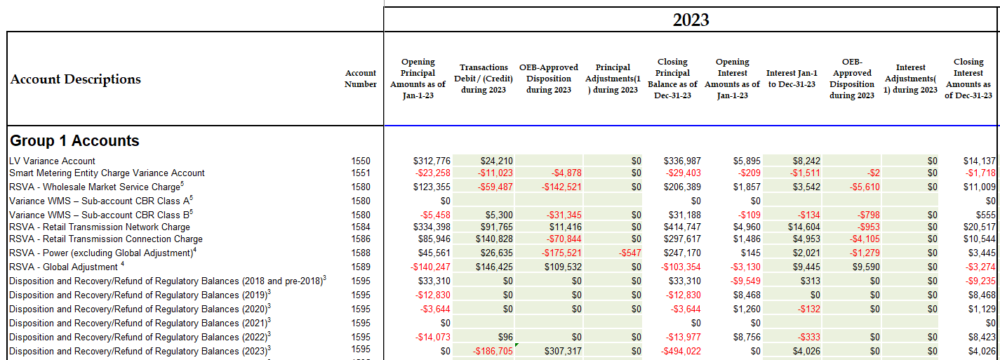 2023
Account Descriptions
Account Number
Opening Principal Amounts as of Jan-1-23
Transactions Debit / (Credit) during 2023
OEB-Approved Disposition during 2023
Principal Adjustments(1) during 2023
Closing Principal Balance as of Dec-31-23
Opening Interest Amounts as of Jan-1-23
Interest Jan-1 to Dec-31-23
OEB-Approved Disposition during 2023
Interest Adjustments(1) during 2023
Closing Interest Amounts as of Dec-31-23
Group 1 Accounts
LV Variance Account 1550 $312,776 $24,210 $0 $336,987 $5,895 $8,242 $0 $14,137
Smart Metering Entity Charge Variance Account 1551 -$23,258 -$11,023 -$4,878 $0 -$29,403 -$209 -$1,511 -$2 $0 -$1,718
RSVA - Wholesale Market Service Charge5 1580 $123,355 -$59,487 -$142,521 $0 $206,389 $1,857 $3,542 -$5,610 $0 $11,009
Variance WMS – Sub-account CBR Class A5 1580 $0 $0 $0 $0
Variance WMS – Sub-account CBR Class B5 1580 -$5,458 $5,300 -$31,345 $0 $31,188 -$109 -$134 -$798 $0 $555
RSVA - Retail Transmission Network Charge 1584 $334,398 $91,765 $11,416 $0 $414,747 $4,960 $14,604 -$953 $0 $20,517
RSVA - Retail Transmission Connection Charge 1586 $85,946 $140,828 -$70,844 $0 $297,617 $1,486 $4,953 -$4,105 $0 $10,544
RSVA - Power (excluding Global Adjustment)4 1588 $45,561 $26,635 -$175,521 -$547 $247,170 $145 $2,021 -$1,279 $0 $3,445
RSVA - Global Adjustment 4 1589 -$140,247 $146,425 $109,532 $0 -$103,354 -$3,130 $9,445 $9,590 $0 -$3,274
Disposition and Recovery/Refund of Regulatory Balances (2018 and pre-2018)3 1595 $33,310 $0 $0 $0 $33,310 -$9,549 $313 $0 $0 -$9,235
Disposition and Recovery/Refund of Regulatory Balances (2019)3 1595 -$12,830 $0 $0 $0 -$12,830 $8,468 $0 $0 $0 $8,468
Disposition and Recovery/Refund of Regulatory Balances (2020)3 1595 -$3,644 $0 $0 $0 -$3,644 $1,260 -$132 $0 $0 $1,129
Disposition and Recovery/Refund of Regulatory Balances (2021)3 1595 $0 $0 $0 $0
Disposition and Recovery/Refund of Regulatory Balances (2022)3 1595 -$14,073 $96 $0 $0 -$13,977 $8,756 -$333 $0 $0 $8,423
Disposition and Recovery/Refund of Regulatory Balances (2023)3 1595 $0 -$186,705 $307,317 $0 -$494,022 $0 $4,026 $0 $0 $4,026